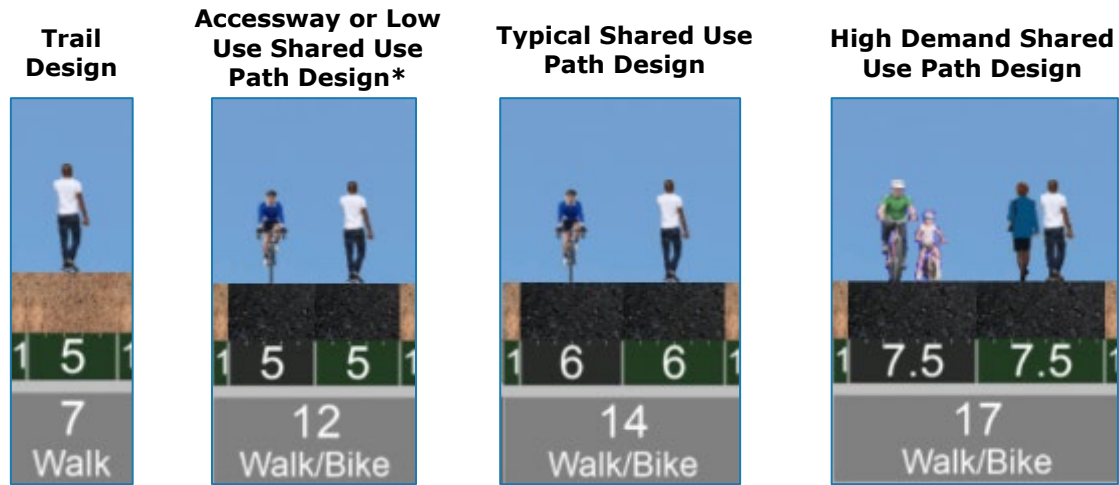 Trail
Design
Accessway or Low
Use Shared Use
Path Design*
Typical Shared Use
Path Design
High Demand Shared
Use Path Design
1 5 1
7
Walk
1 5 5 1
12
Walk/Bike
1 6 6 1
14
Walk/Bike
1 7.5 7.5 1
17
Walk/Bike